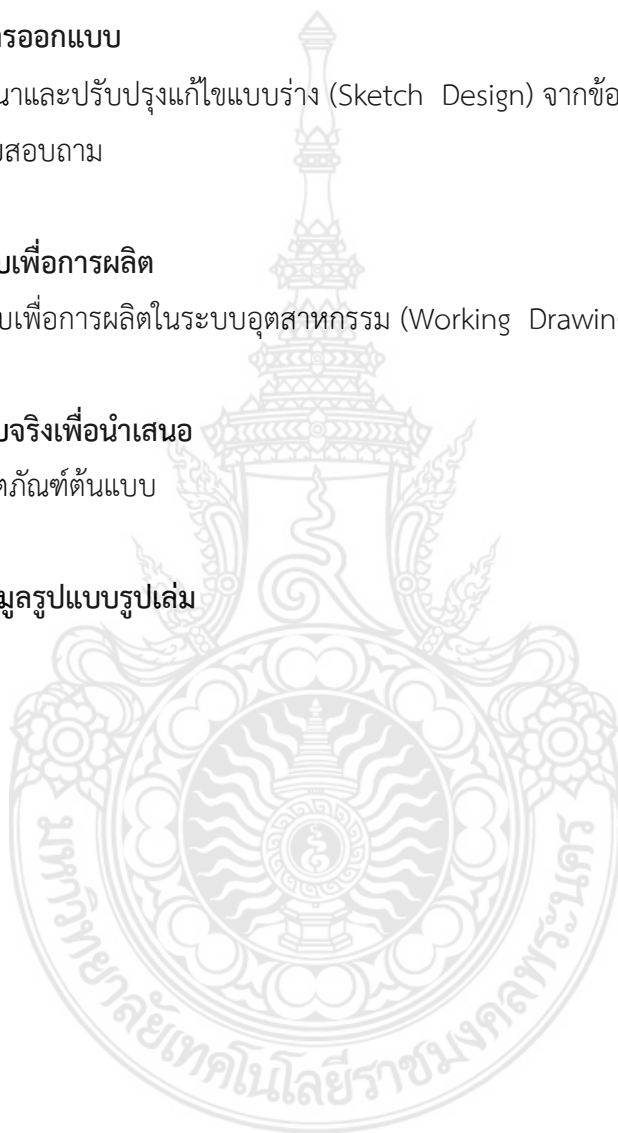 รออกแบบ
นาและปรับปรุงแก้ไขแบบร่าง (Sketch Design) จากข้อ
สอบถาม
บเพื่อการผลิต
บเพื่อการผลิตในระบบอุตสาหกรรม (Working Drawin
บจริงเพื่อนำเสนอ
ตภัณฑ์ต้นแบบ
มูลรูปแบบรูปเล่ม
มหาวิทยาลัยเทคโนโลยีราชมงคลพระนคร